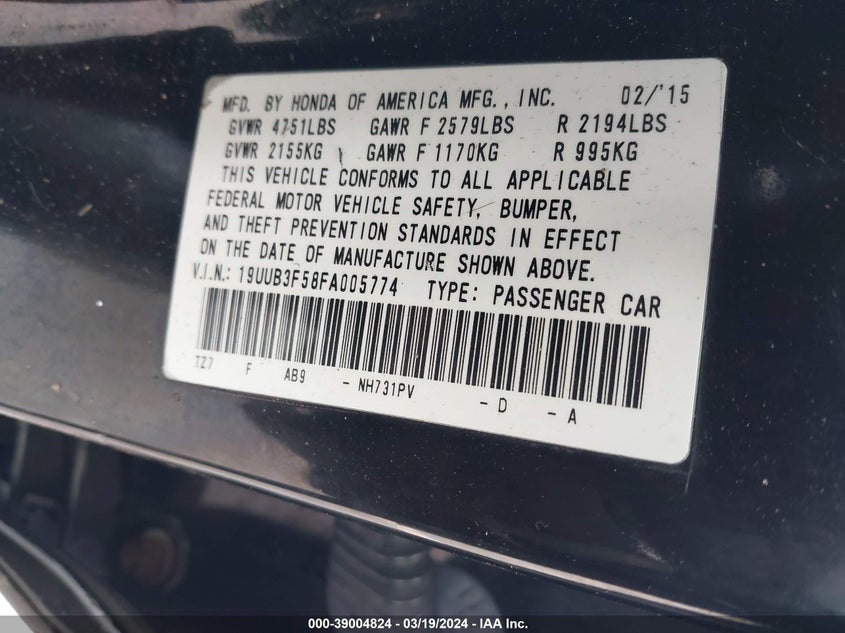 MFD. BY HONDA OF AMERICA MFG., INC. 02/'15
GVWR 4751LBS GAWR F 2579LBS R 2194LBS
GVWR 2155KG GAWR F 1170KG R 995KG
THIS VEHICLE CONFORMS TO ALL APPLICABLE
FEDERAL MOTOR VEHICLE SAFETY, BUMPER,
AND THEFT PREVENTION STANDARDS IN EFFECT
ON THE DATE OF MANUFACTURE SHOWN ABOVE.
V.I.N.: 19UUB3F58FA005774 TYPE: PASSENGER CAR
TZ7 F AB9 - NH731PV - D - A
000-39004824 / 03/19/2024 - IAA Inc.